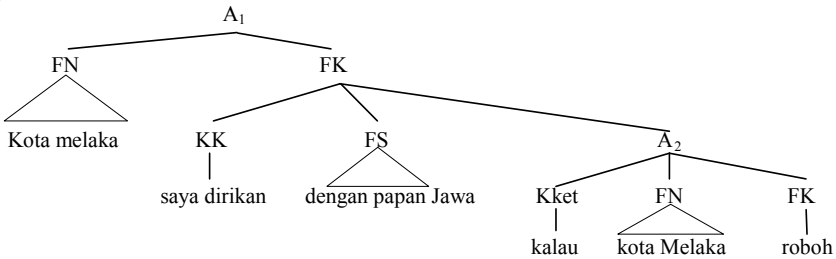 A1
FN FK
Kota melaka KK FS A2
saya dirikan dengan papan Jawa Kket FN FK
kalau kota Melaka roboh